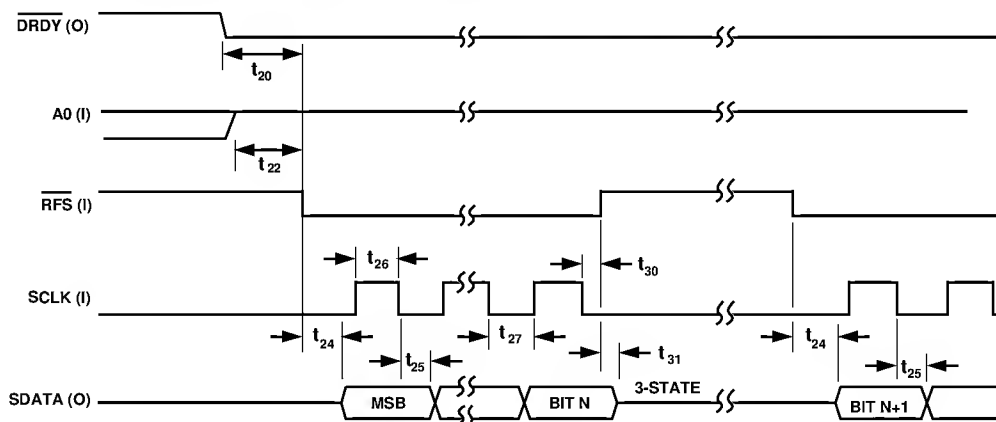 DRDY (O)
t20
A0 (I)
t22
RFS (I)
t26
t30
SCLK (I)
t24
t27
t24
t25
t31
t25
3-STATE
SDATA (O)
MSB
BIT N
BIT N+1